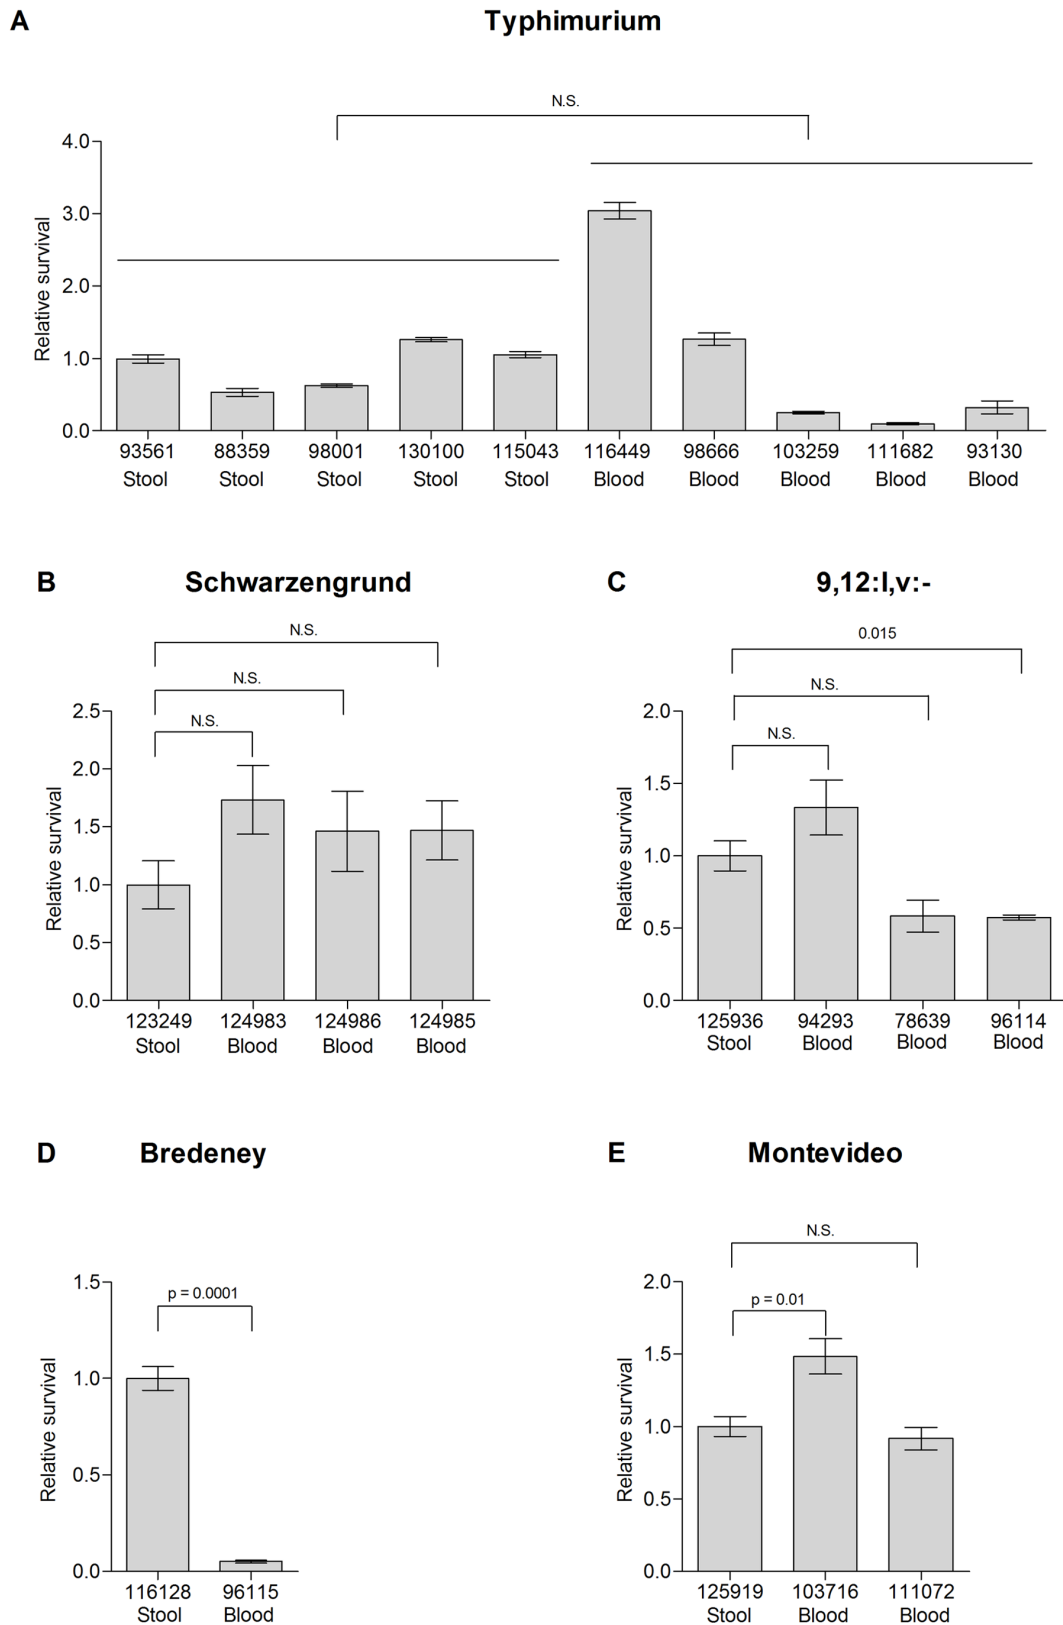 A
Typhimurium
N.S.
Relative survival
4.0
3.0
2.0
1.0
0.0
93561 88359 98001 130100 115043 116449 98666 103259 111682 93130
Stool Stool Stool Stool Stool Blood Blood Blood Blood Blood
B
Schwarzengrund
N.S.
N.S.
N.S.
Relative survival
2.5
2.0
1.5
1.0
0.5
0.0
123249 124983 124986 124985
Stool Blood Blood Blood
C
9,12:l,v:-
0.015
N.S.
N.S.
Relative survival
2.0
1.5
1.0
0.5
0.0
125936 94293 78639 96114
Stool Blood Blood Blood
D
Bredeney
p = 0.0001
Relative survival
1.5
1.0
0.5
0.0
116128 96115
Stool Blood
E
Montevideo
N.S.
p = 0.01
Relative survival
2.0
1.5
1.0
0.5
0.0
125919 103716 111072
Stool Blood Blood